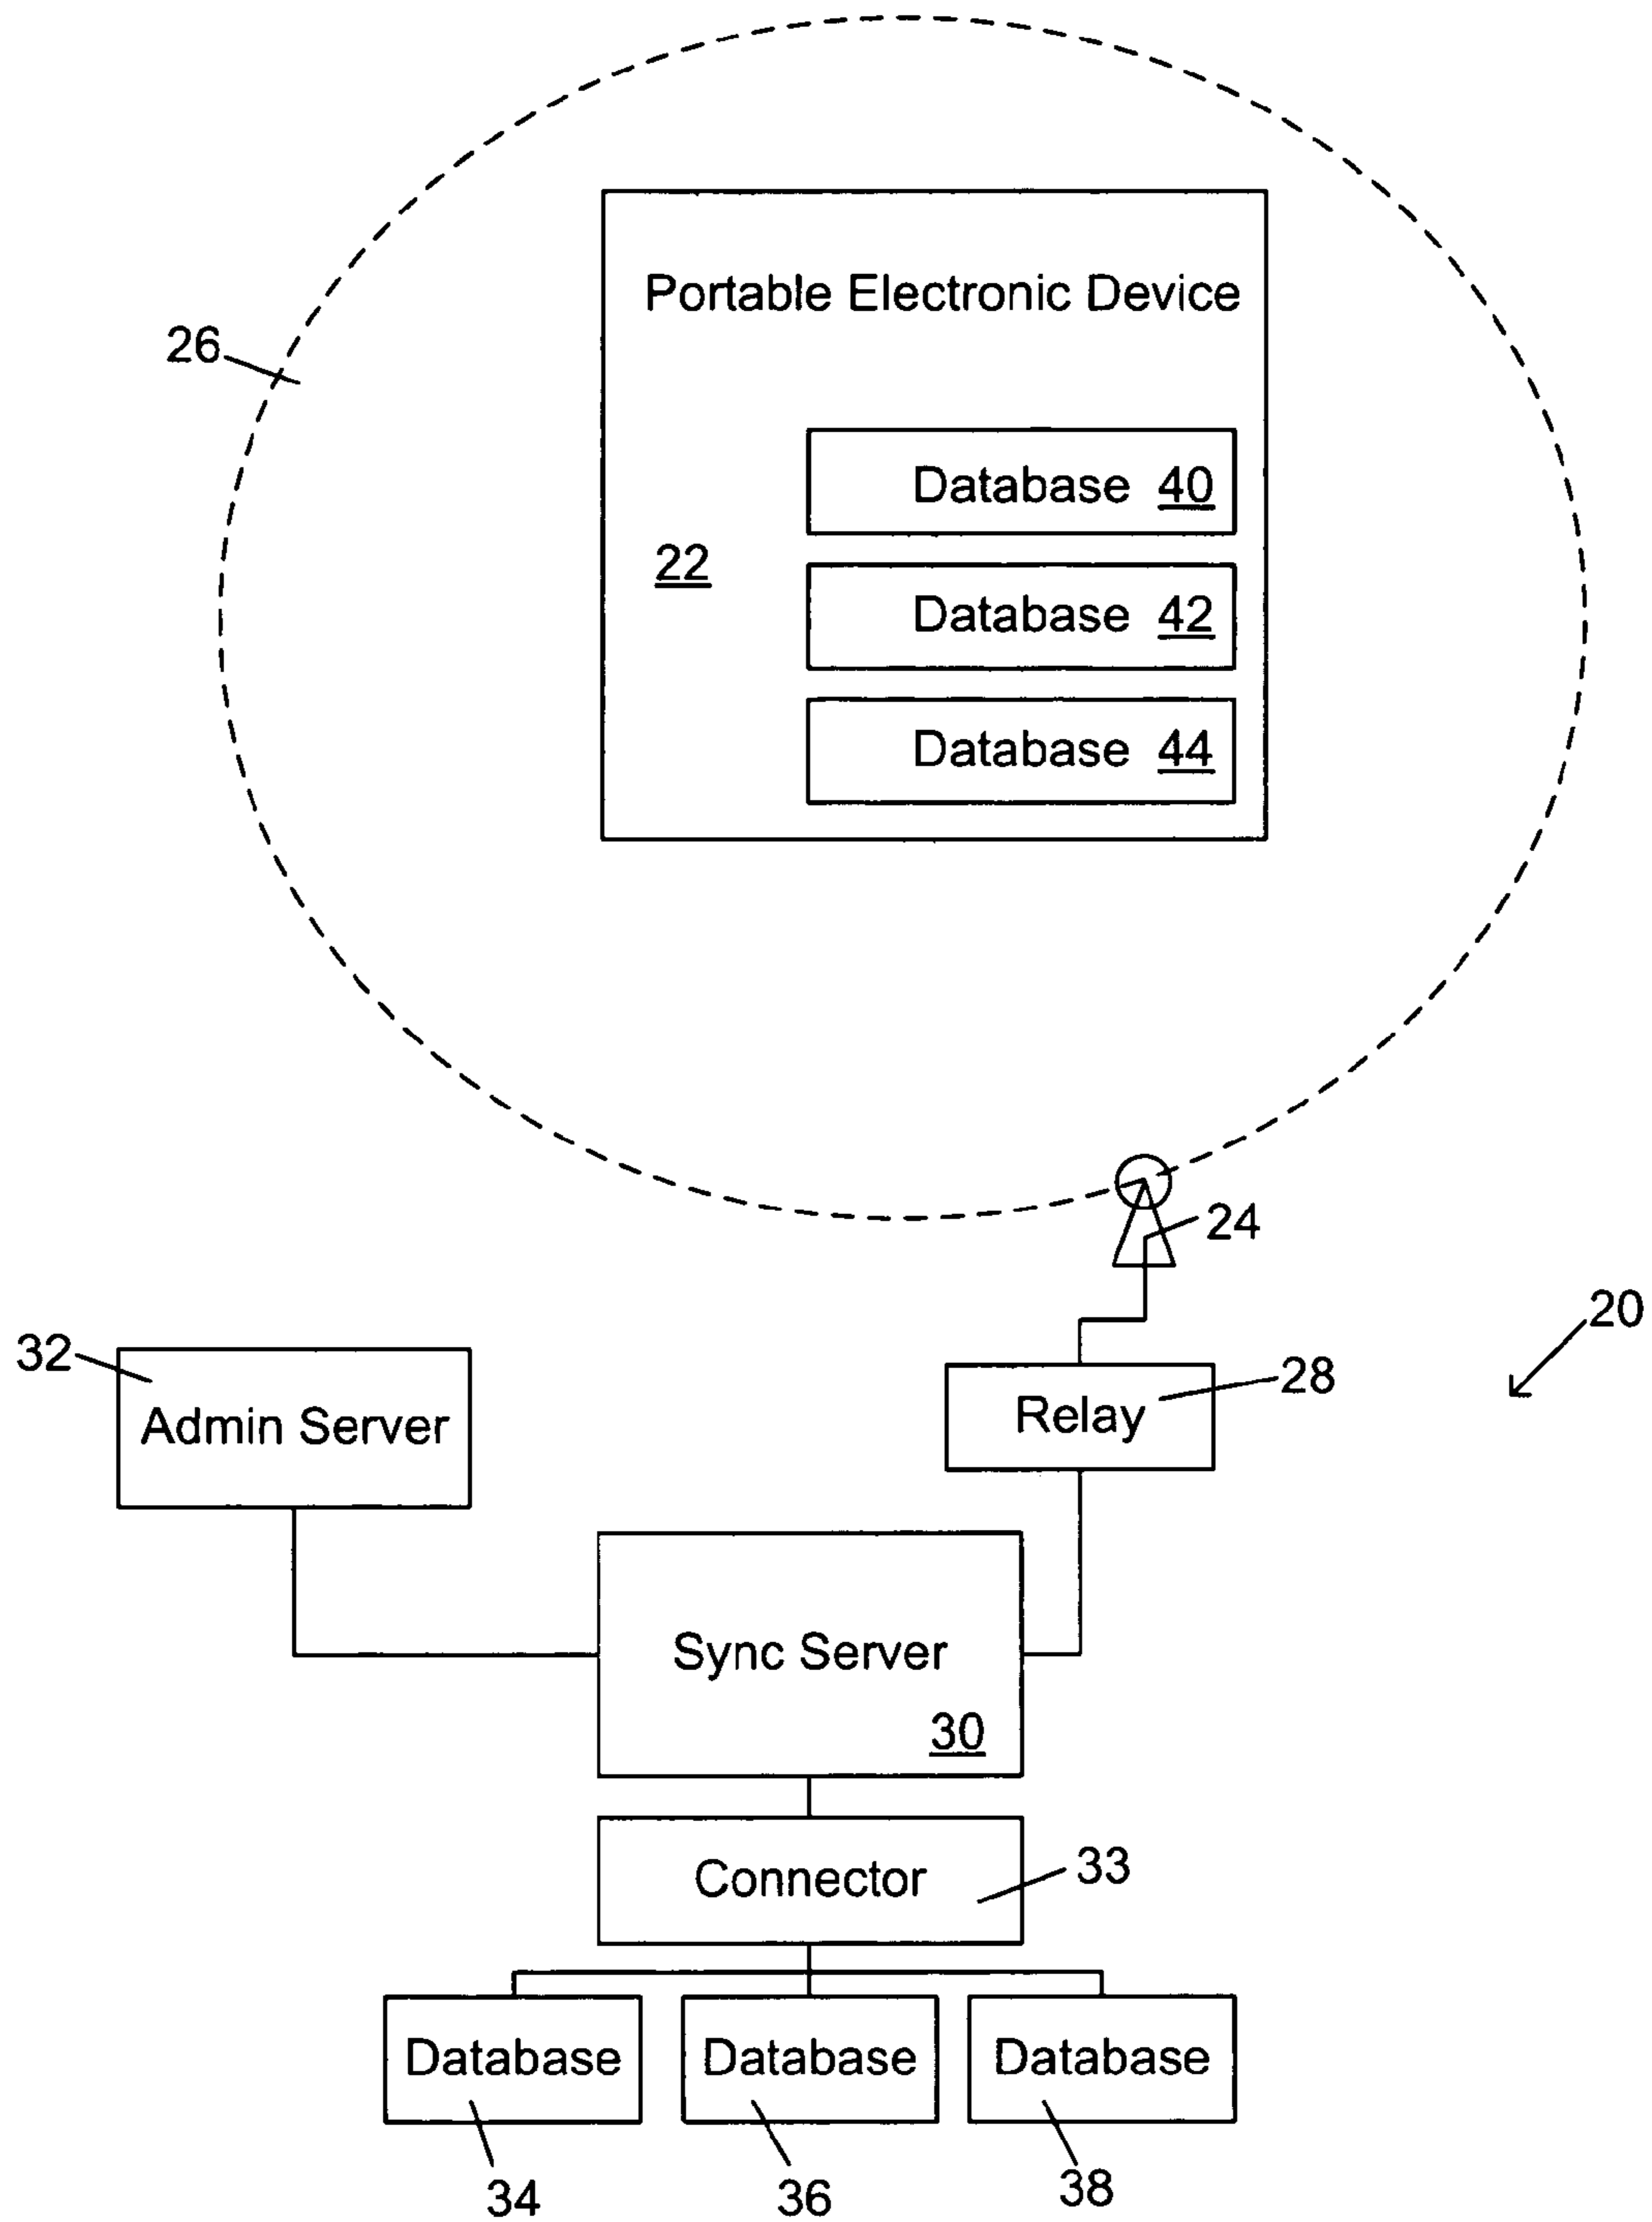 Portable Electronic Device
26
Database 40
22
Database 42
Database 44
24
20
32
28
Admin Server
Relay
Sync Server
30
33
Connector
Database
Database
Database
34
36
38